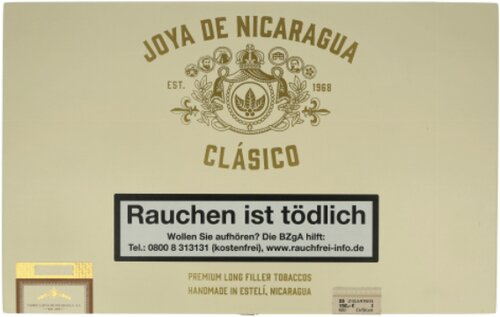 JOYA DE NICARAGUA
EST. 1968
CLÁSICO
Rauchen ist tödlich
Wollen Sie aufhören? Die BZgA hilft:
Tel.: 0800 8 313131 (kostenfrei), www.rauchfrei-info.de
PREMIUM LONG FILLER TOBACCOS
HANDMADE IN ESTELÍ, NICARAGUA